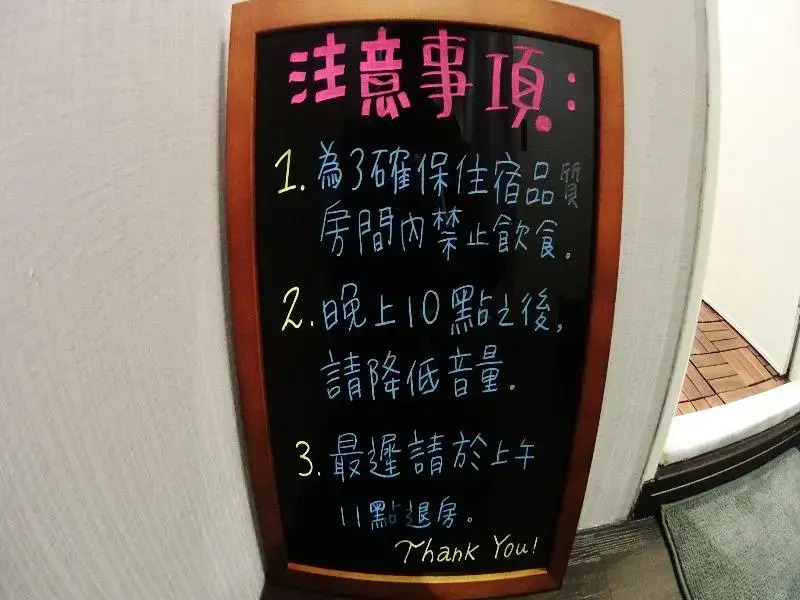 注意事項:
1. 為了確保住宿品質
房間內禁止飲食。
2. 晚上10點之後,
請降低音量.
3. 最遲請於上午
11點退房。
Thank You!